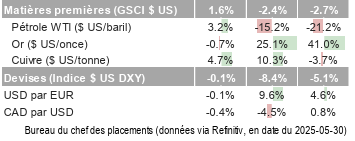 Matières premières (GSCI $ US) 1.6% -2.4% -2.7%
Pétrole WTI ($ US/baril) 3.2% -15.2% -21.2%
Or ($ US/once) -0.7% 25.1% 41.0%
Cuivre ($ US/tonne) 4.7% 10.3% -3.7%
Devises (Indice $ US DXY) -0.1% -8.4% -5.1%
USD par EUR -0.1% 9.6% 4.6%
CAD par USD -0.4% -4.5% 0.8%
Bureau du chef des placements (données via Refinitiv, en date du 2025-05-30)